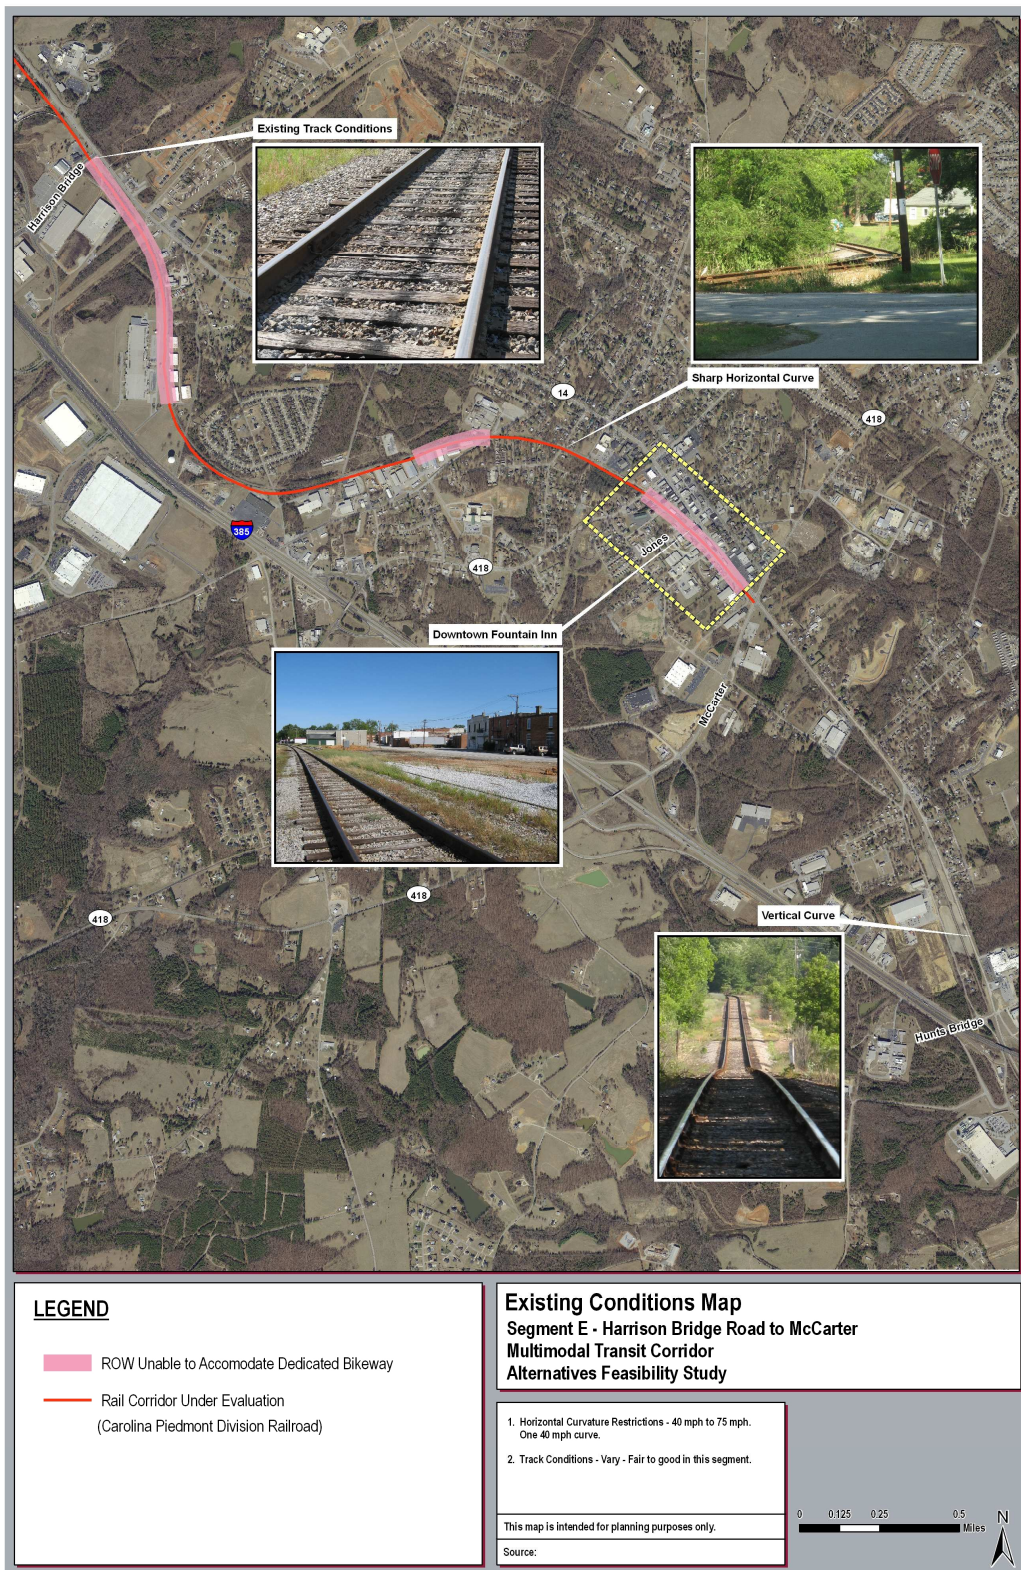 Existing Track Conditions
Harrison Bridge
Sharp Horizontal Curve
14
418
385
Jones
418
Downtown Fountain Inn
McCarter
418
418
Vertical Curve
Hunts Bridge
LEGEND
ROW Unable to Accomodate Dedicated Bikeway
Rail Corridor Under Evaluation
(Carolina Piedmont Division Railroad)
Existing Conditions Map
Segment E - Harrison Bridge Road to McCarter
Multimodal Transit Corridor
Alternatives Feasibility Study
1. Horizontal Curvature Restrictions - 40 mph to 75 mph.
One 40 mph curve.
2. Track Conditions - Vary - Fair to good in this segment.
This map is intended for planning purposes only.
Source:
0 0.125 0.25 0.5
Miles
N